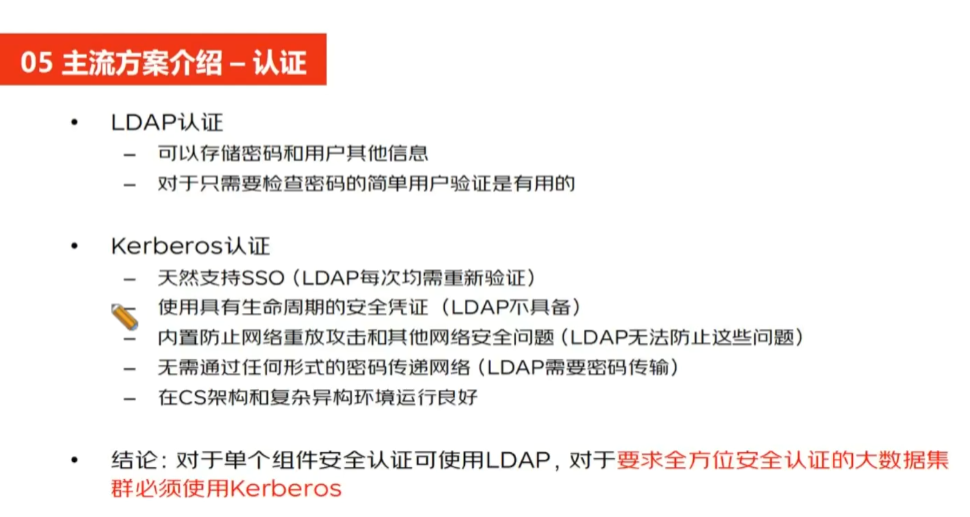 05 主流方案介绍 – 认证
• LDAP认证
– 可以存储密码和用户其他信息
– 对于只需要检查密码的简单用户验证是有用的
• Kerberos认证
– 天然支持SSO（LDAP每次均需重新验证）
– 使用具有生命周期的安全凭证（LDAP不具备）
– 内置防止网络重放攻击和其他网络安全问题（LDAP无法防止这些问题）
– 无需通过任何形式的密码传递网络（LDAP需要密码传输）
– 在CS架构和复杂异构环境运行良好
• 结论：对于单个组件安全认证可使用LDAP，对于要求全方位安全认证的大数据集
群必须使用Kerberos